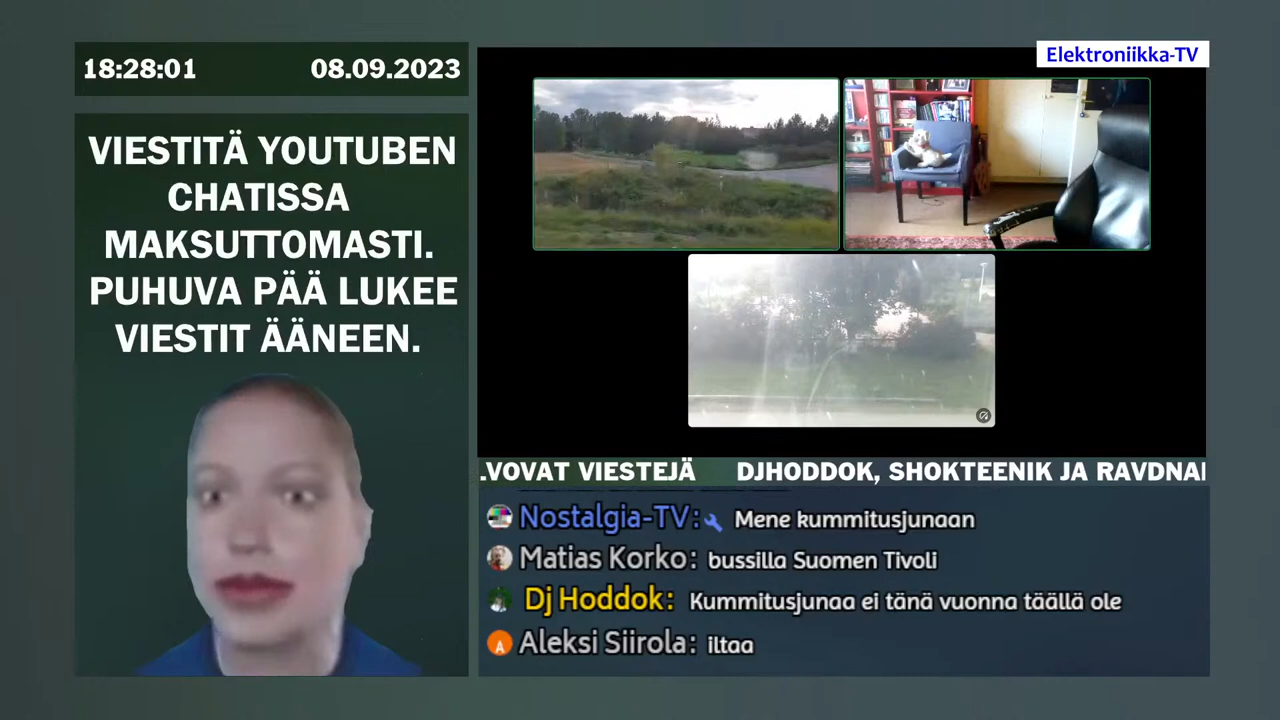 18:28:01
08.09.2023
Elektroniikka-TV
VIESTITÄ YOUTUBEN
CHATISSA
MAKSUTTOMASTI.
PUHUVA PÄÄ LUKEE
VIESTIT ÄÄNEEN.
.VOVAT VIESTEJÄ DJHODDOK, SHOKTEENIK JA RAVDNA
Nostalgia-TV: Mene kummitusjunaan
Matias Korko: bussilla Suomen Tivoli
Dj Hoddok: Kummitusjunaa ei tänä vuonna täällä ole
A Aleksi Siirola: iltaa